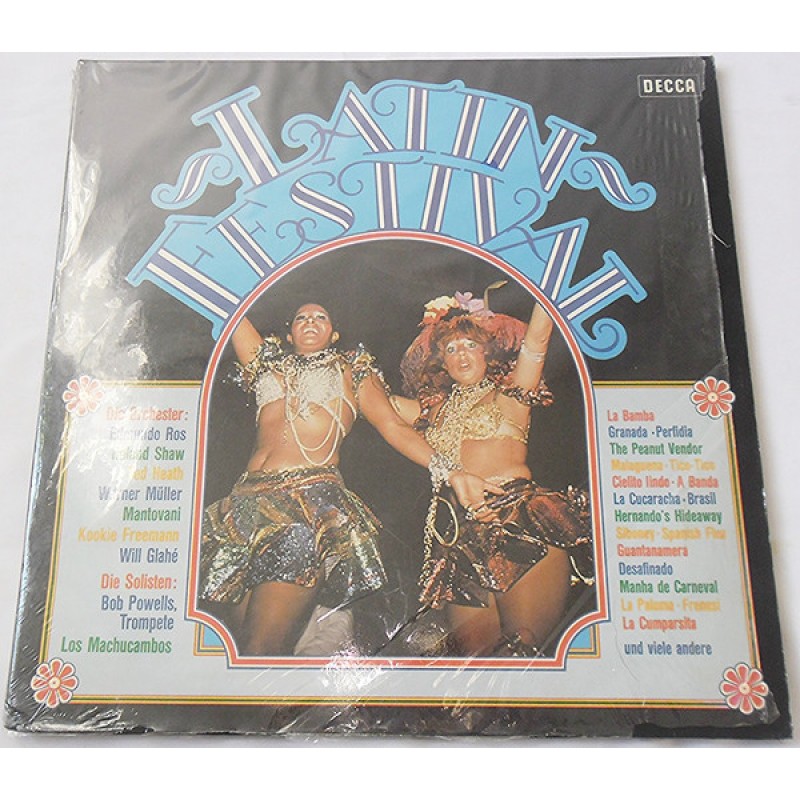 DECCA
LATIN
FESTIVAL
Die Orchester:
Edmundo Ros
Roland Shaw
Ted Heath
Werner Müller
Mantovani
Kookie Freemann
Will Glahé
Die Solisten:
Bob Powells,
Trompete
Los Machucambos
La Bamba
Granada · Perfidia
The Peanut Vendor
Malaguena · Tico-Tico
Cielito lindo · A Banda
La Cucaracha · Brasil
Hernando's Hideaway
Siboney · Spanish Flea
Guantanamera
Desafinado
Manha de Carneval
La Paloma · Frenesi
La Cumparsita
und viele andere